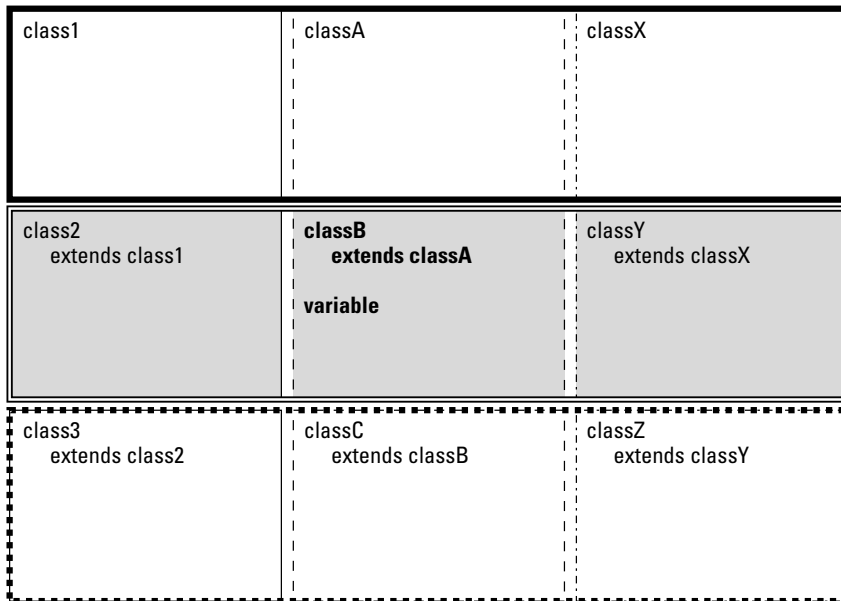 class1
classA
classX
class2
extends class1
classB
extends classA
variable
classY
extends classX
class3
extends class2
classC
extends classB
classZ
extends classY